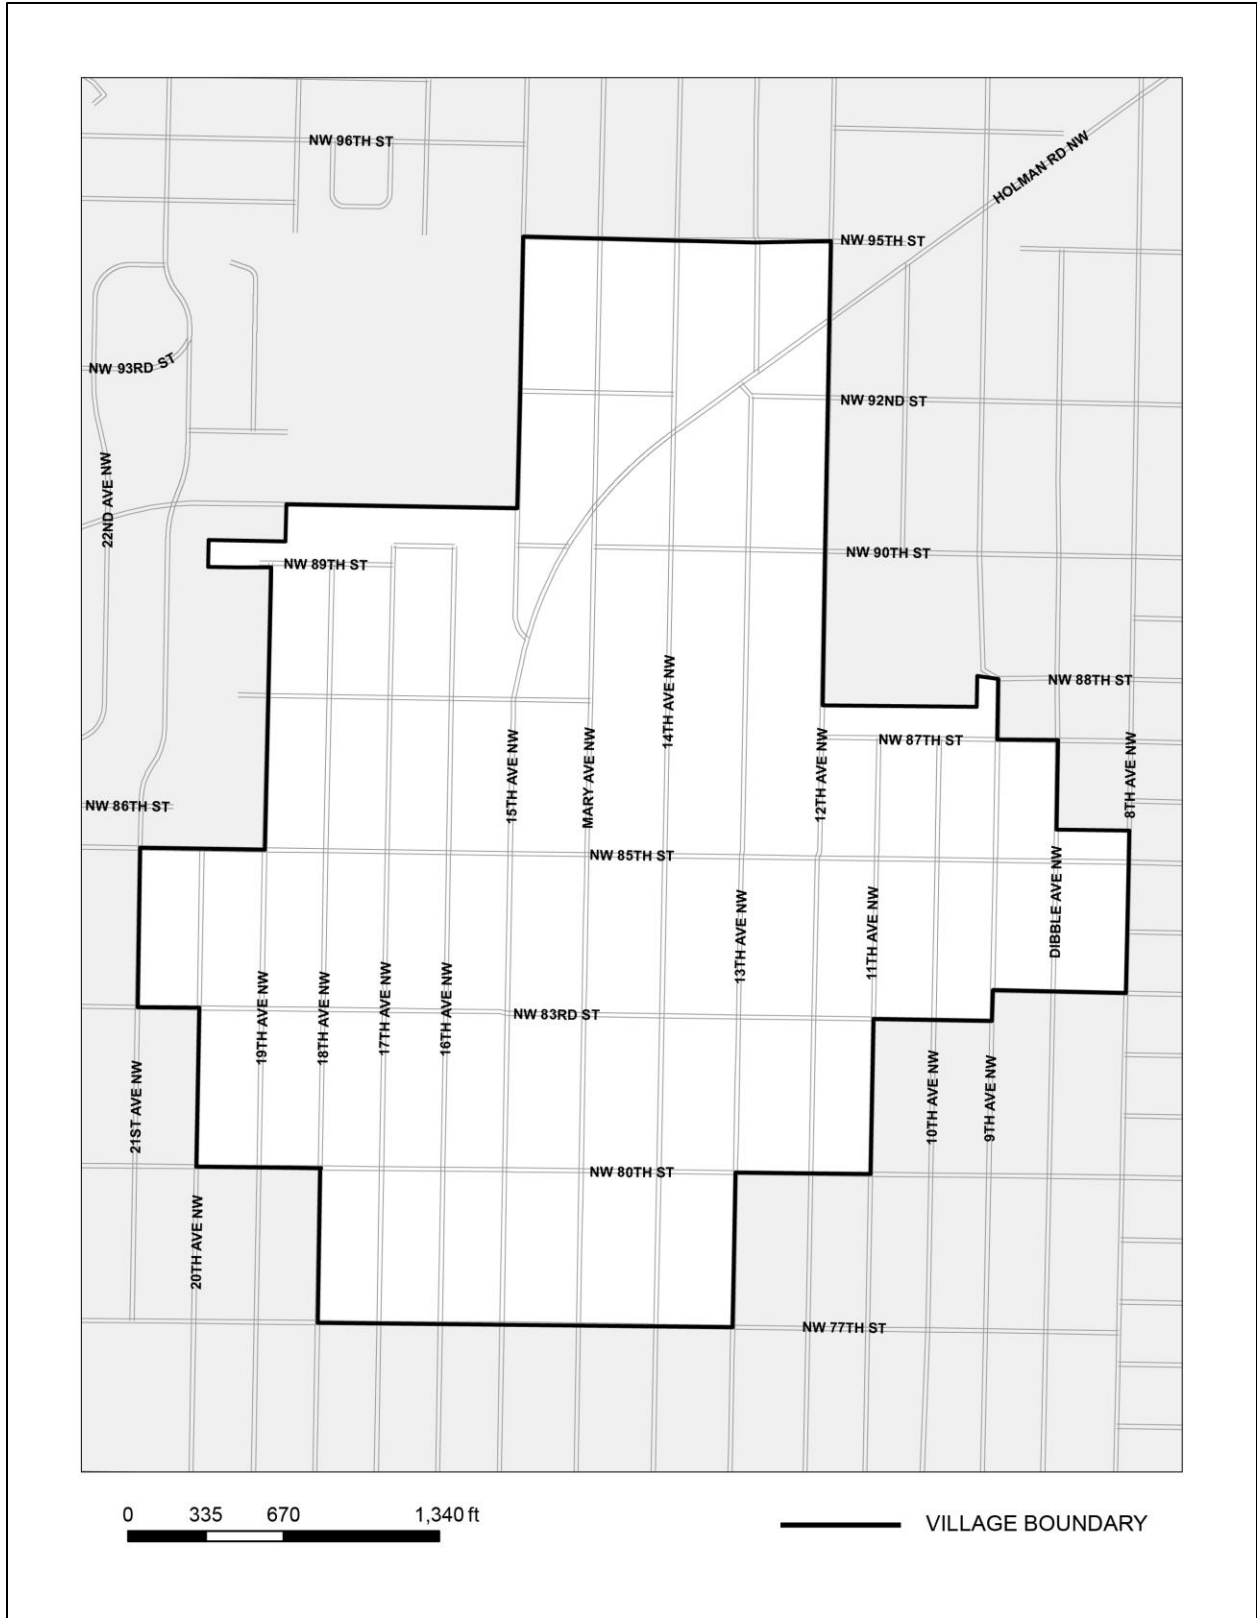 NW 96TH ST
HOLMAN RD NW
NW 95TH ST
NW 93RD ST
NW 92ND ST
22ND AVE NW
NW 90TH ST
NW 89TH ST
14TH AVE NW
NW 88TH ST
15TH AVE NW
MARY AVE NW
12TH AVE NW
NW 87TH ST
8TH AVE NW
NW 86TH ST
NW 85TH ST
DIBBLE AVE NW
13TH AVE NW
11TH AVE NW
19TH AVE NW
18TH AVE NW
17TH AVE NW
16TH AVE NW
NW 83RD ST
21ST AVE NW
10TH AVE NW
9TH AVE NW
NW 80TH ST
20TH AVE NW
NW 77TH ST
0 335 670 1,340 ft
VILLAGE BOUNDARY